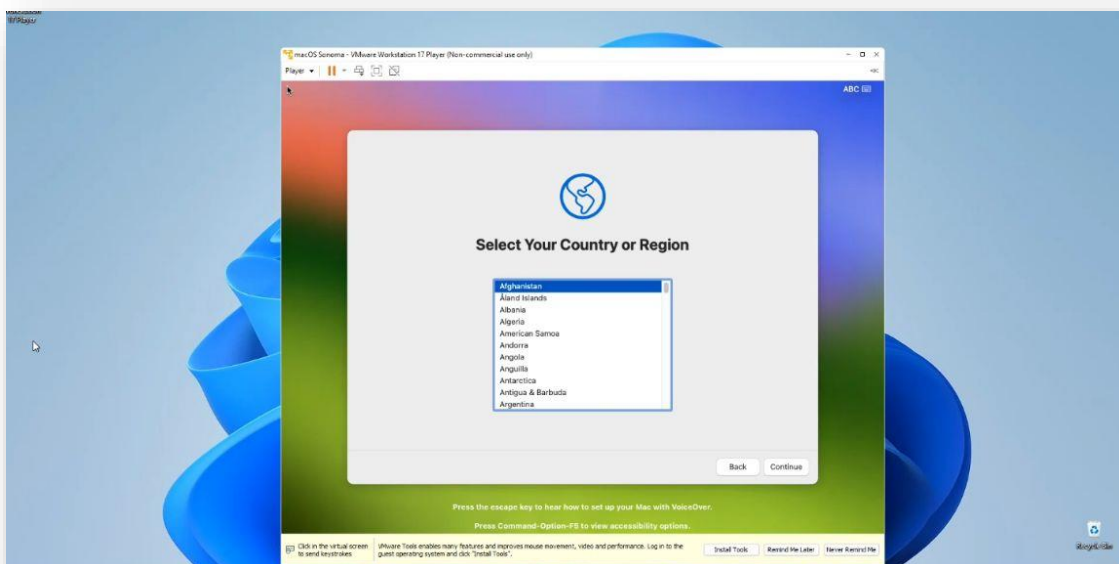 17 Player
macOS Sonoma - VMware Workstation 17 Player (Non-commercial use only)
Player
ABC
Select Your Country or Region
Afghanistan
Åland Islands
Albania
Algeria
American Samoa
Andorra
Angola
Anguilla
Antarctica
Antigua & Barbuda
Argentina
Back Continue
Press the escape key to hear how to set up your Mac with VoiceOver.
Press Command-Option-F5 to view accessibility options.
Click in the virtual screen
to send keystrokes
VMware Tools enables many features and improves mouse movement, video and performance. Log in to the
guest operating system and click "Install Tools".
Install Tools Remind Me Later Never Remind Me